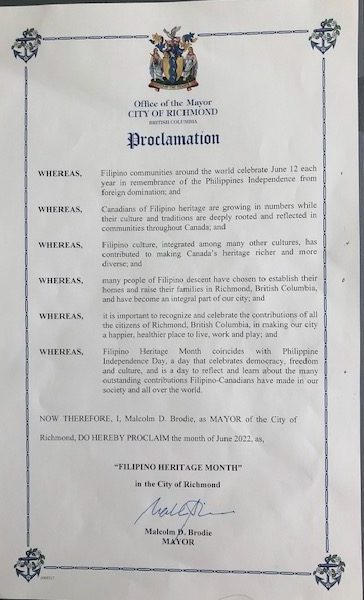 Office of the Mayor
CITY OF RICHMOND
BRITISH COLUMBIA
Proclamation
WHEREAS, Filipino communities around the world celebrate June 12 each
year in remembrance of the Philippines Independence from
foreign domination; and
WHEREAS, Canadians of Filipino heritage are growing in numbers while
their culture and traditions are deeply rooted and reflected in
communities throughout Canada; and
WHEREAS, Filipino culture, integrated among many other cultures, has
contributed to making Canada's heritage richer and more
diverse; and
WHEREAS, many people of Filipino descent have chosen to establish their
homes and raise their families in Richmond, British Columbia,
and have become an integral part of our city; and
WHEREAS, it is important to recognize and celebrate the contributions of all
the citizens of Richmond, British Columbia, in making our city
a happier, healthier place to live, work and play; and
WHEREAS, Filipino Heritage Month coincides with Philippine
Independence Day, a day that celebrates democracy, freedom
and culture, and is a day to reflect and learn about the many
outstanding contributions Filipino-Canadians have made in our
society and all over the world.
NOW THEREFORE, I, Malcolm D. Brodie, as MAYOR of the City of
Richmond, DO HEREBY PROCLAIM the month of June 2022, as,
"FILIPINO HERITAGE MONTH"
in the City of Richmond
Malcolm D. Brodie
MAYOR